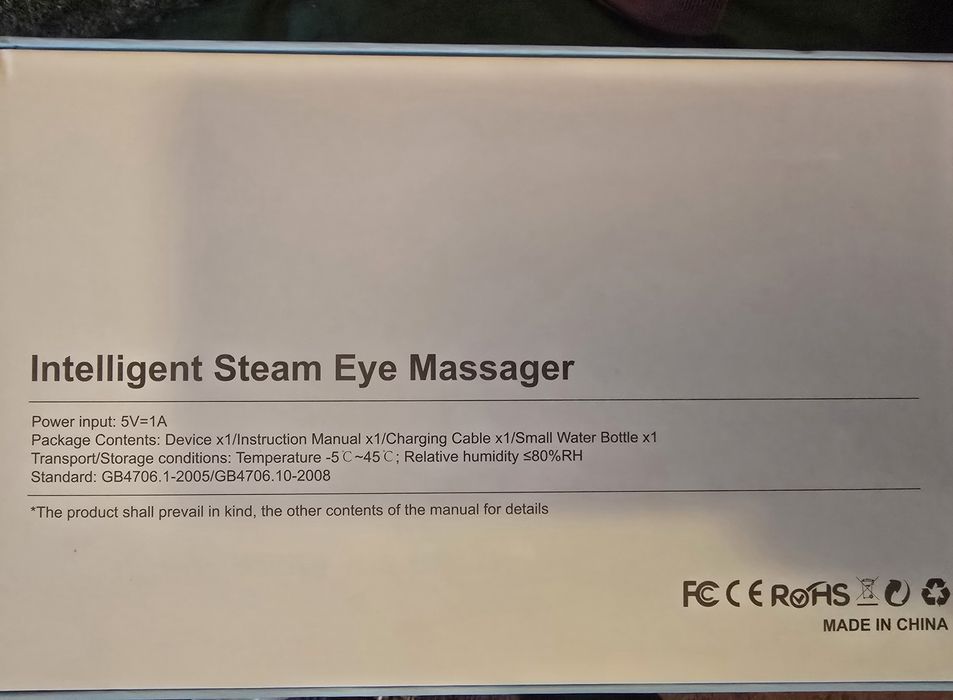 Intelligent Steam Eye Massager
Power input: 5V=1A
Package Contents: Device x1/Instruction Manual x1/Charging Cable x1/Small Water Bottle x1
Transport/Storage conditions: Temperature -5℃~45℃; Relative humidity ≤80%RH
Standard: GB4706.1-2005/GB4706.10-2008
*The product shall prevail in kind, the other contents of the manual for details
FC CE RoHS
MADE IN CHINA